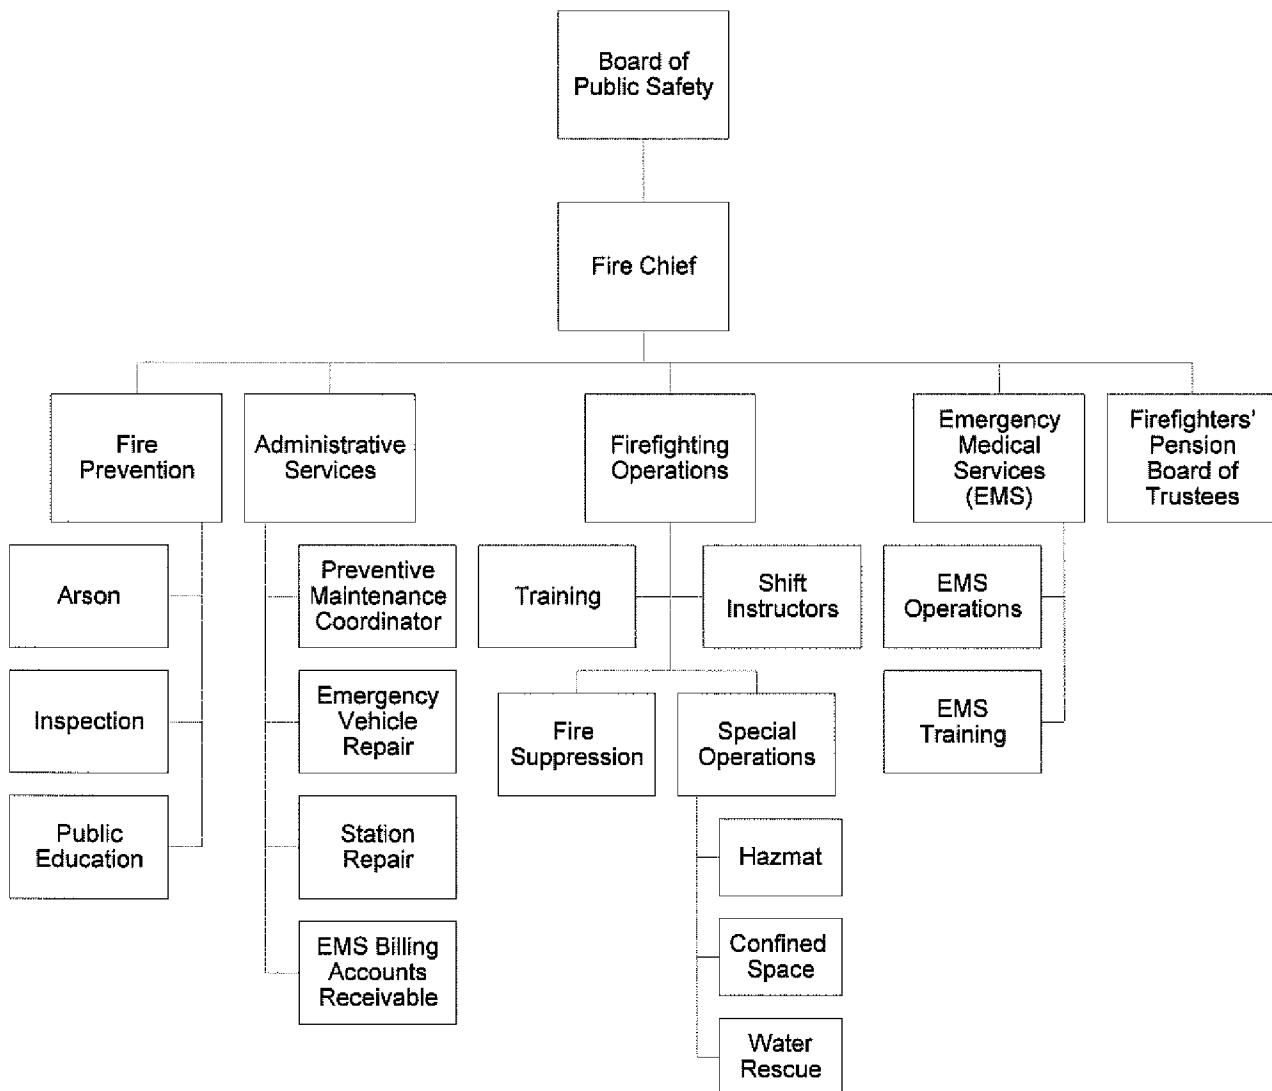 Board of
Public Safety
Fire Chief
Fire
Prevention
Administrative
Services
Firefighting
Operations
Emergency
Medical
Services
(EMS)
Firefighters'
Pension
Board of
Trustees
Arson
Inspection
Public
Education
Preventive
Maintenance
Coordinator
Emergency
Vehicle
Repair
Station
Repair
EMS Billing
Accounts
Receivable
Training
Shift
Instructors
Fire
Suppression
Special
Operations
Hazmat
Confined
Space
Water
Rescue
EMS
Operations
EMS
Training